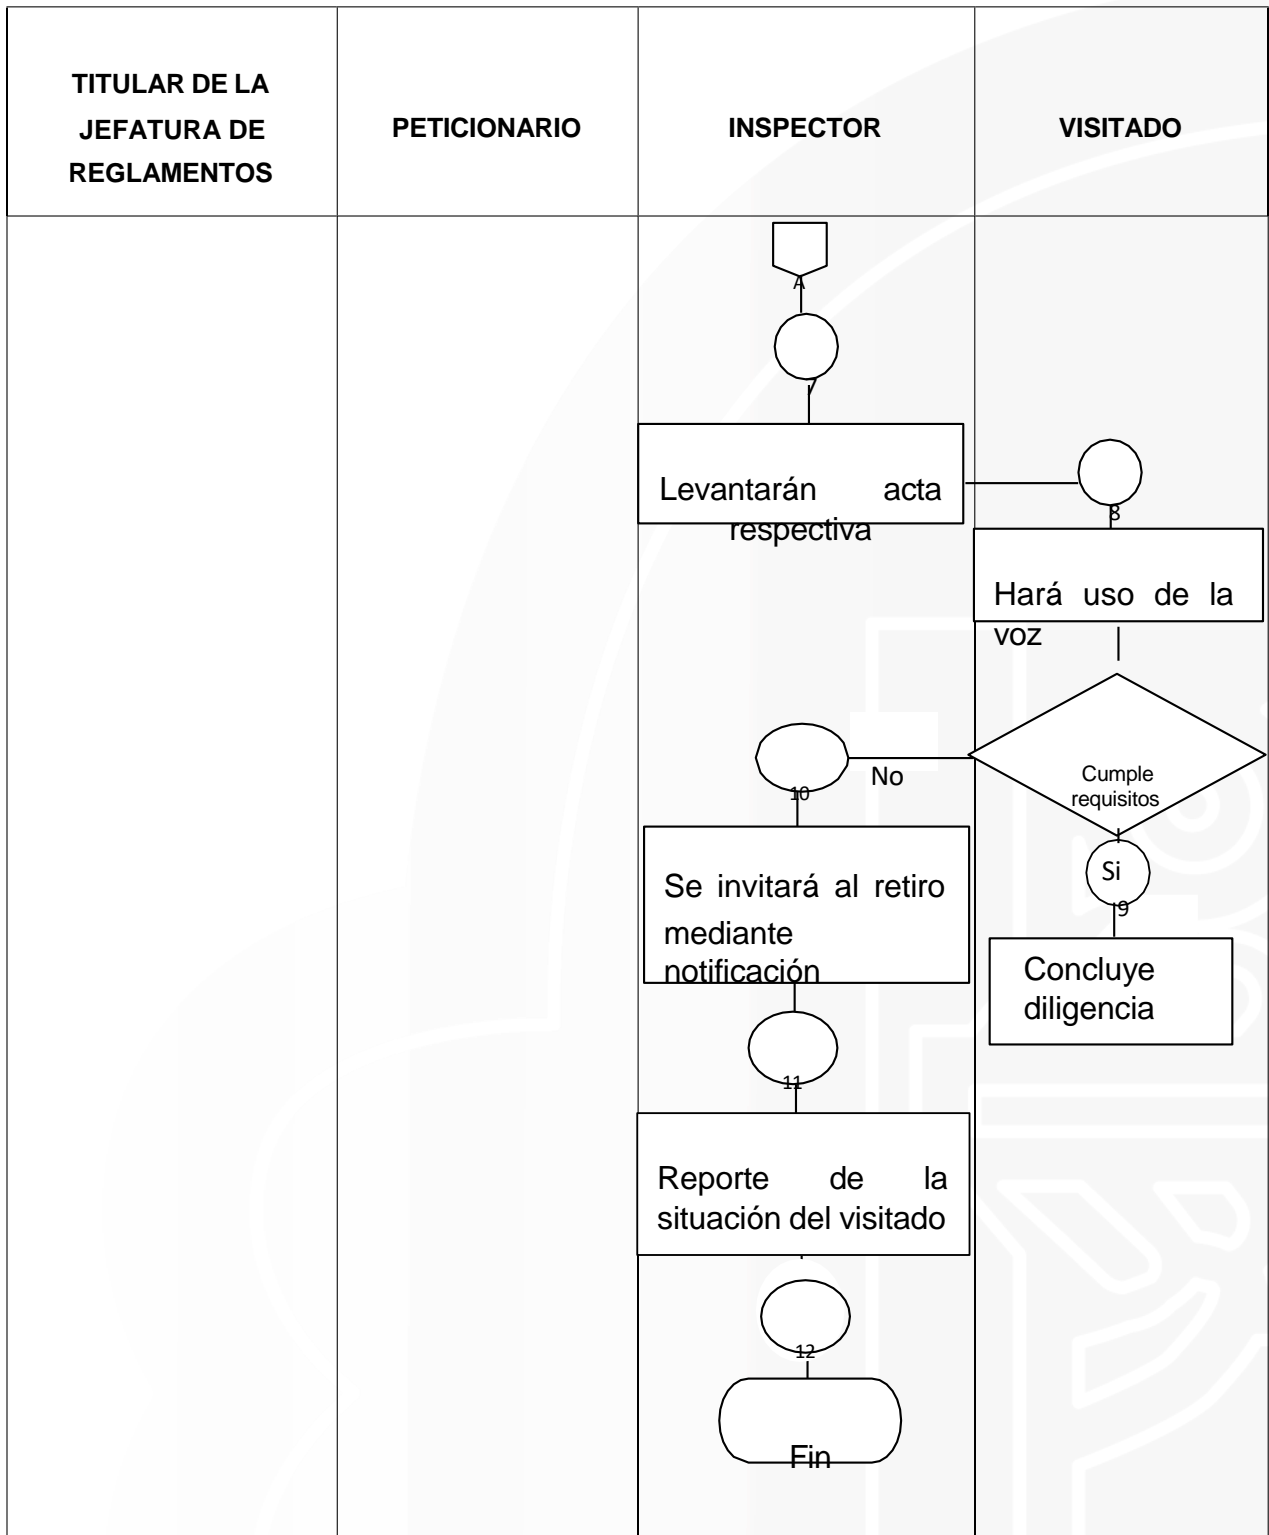 TITULAR DE LA
JEFATURA DE
REGLAMENTOS
PETICIONARIO
INSPECTOR
VISITADO
A
7
Levantarán acta
respectiva
8
Hará uso de la
voz
Cumple
requisitos
No
10
Si
9
Se invitará al retiro
mediante
notificación
Concluye
diligencia
11
Reporte de la
situación del visitado
12
Fin